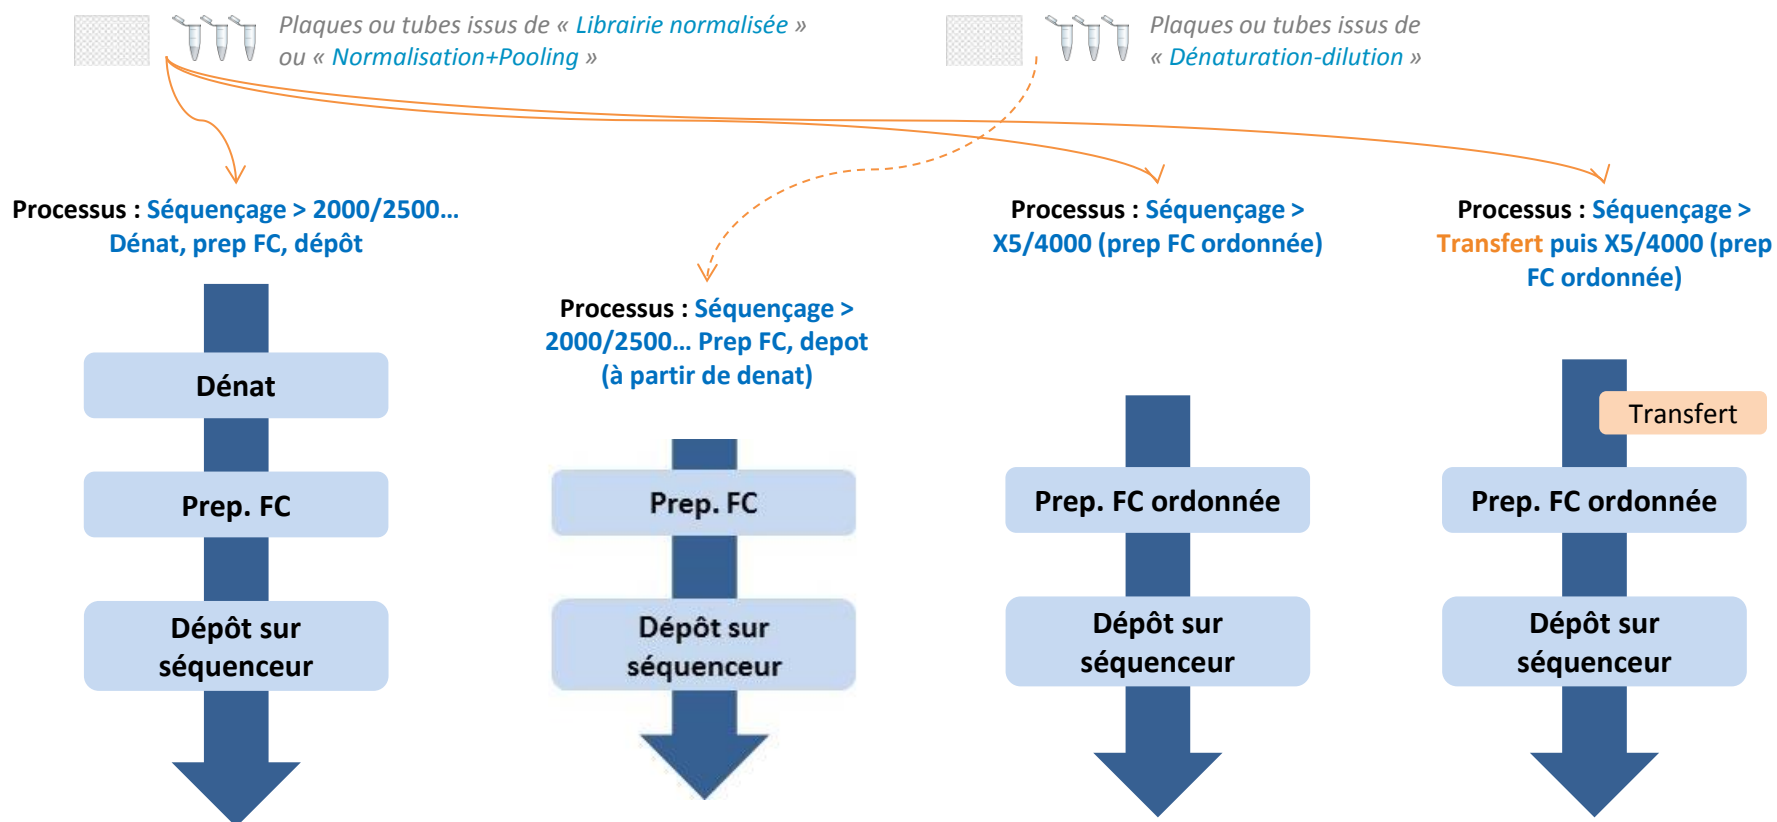 Plaques ou tubes issus de « Librairie normalisée »
ou « Normalisation+Pooling »
Plaques ou tubes issus de
« Dénaturation-dilution »
Processus : Séquençage > 2000/2500…
Dénat, prep FC, dépôt
Dénat
Prep. FC
Dépôt sur
séquenceur
Processus : Séquençage >
2000/2500… Prep FC, depot
(à partir de denat)
Prep. FC
Dépôt sur
séquenceur
Processus : Séquençage >
X5/4000 (prep FC ordonnée)
Prep. FC ordonnée
Dépôt sur
séquenceur
Processus : Séquençage >
Transfert puis X5/4000 (prep
FC ordonnée)
Transfert
Prep. FC ordonnée
Dépôt sur
séquenceur